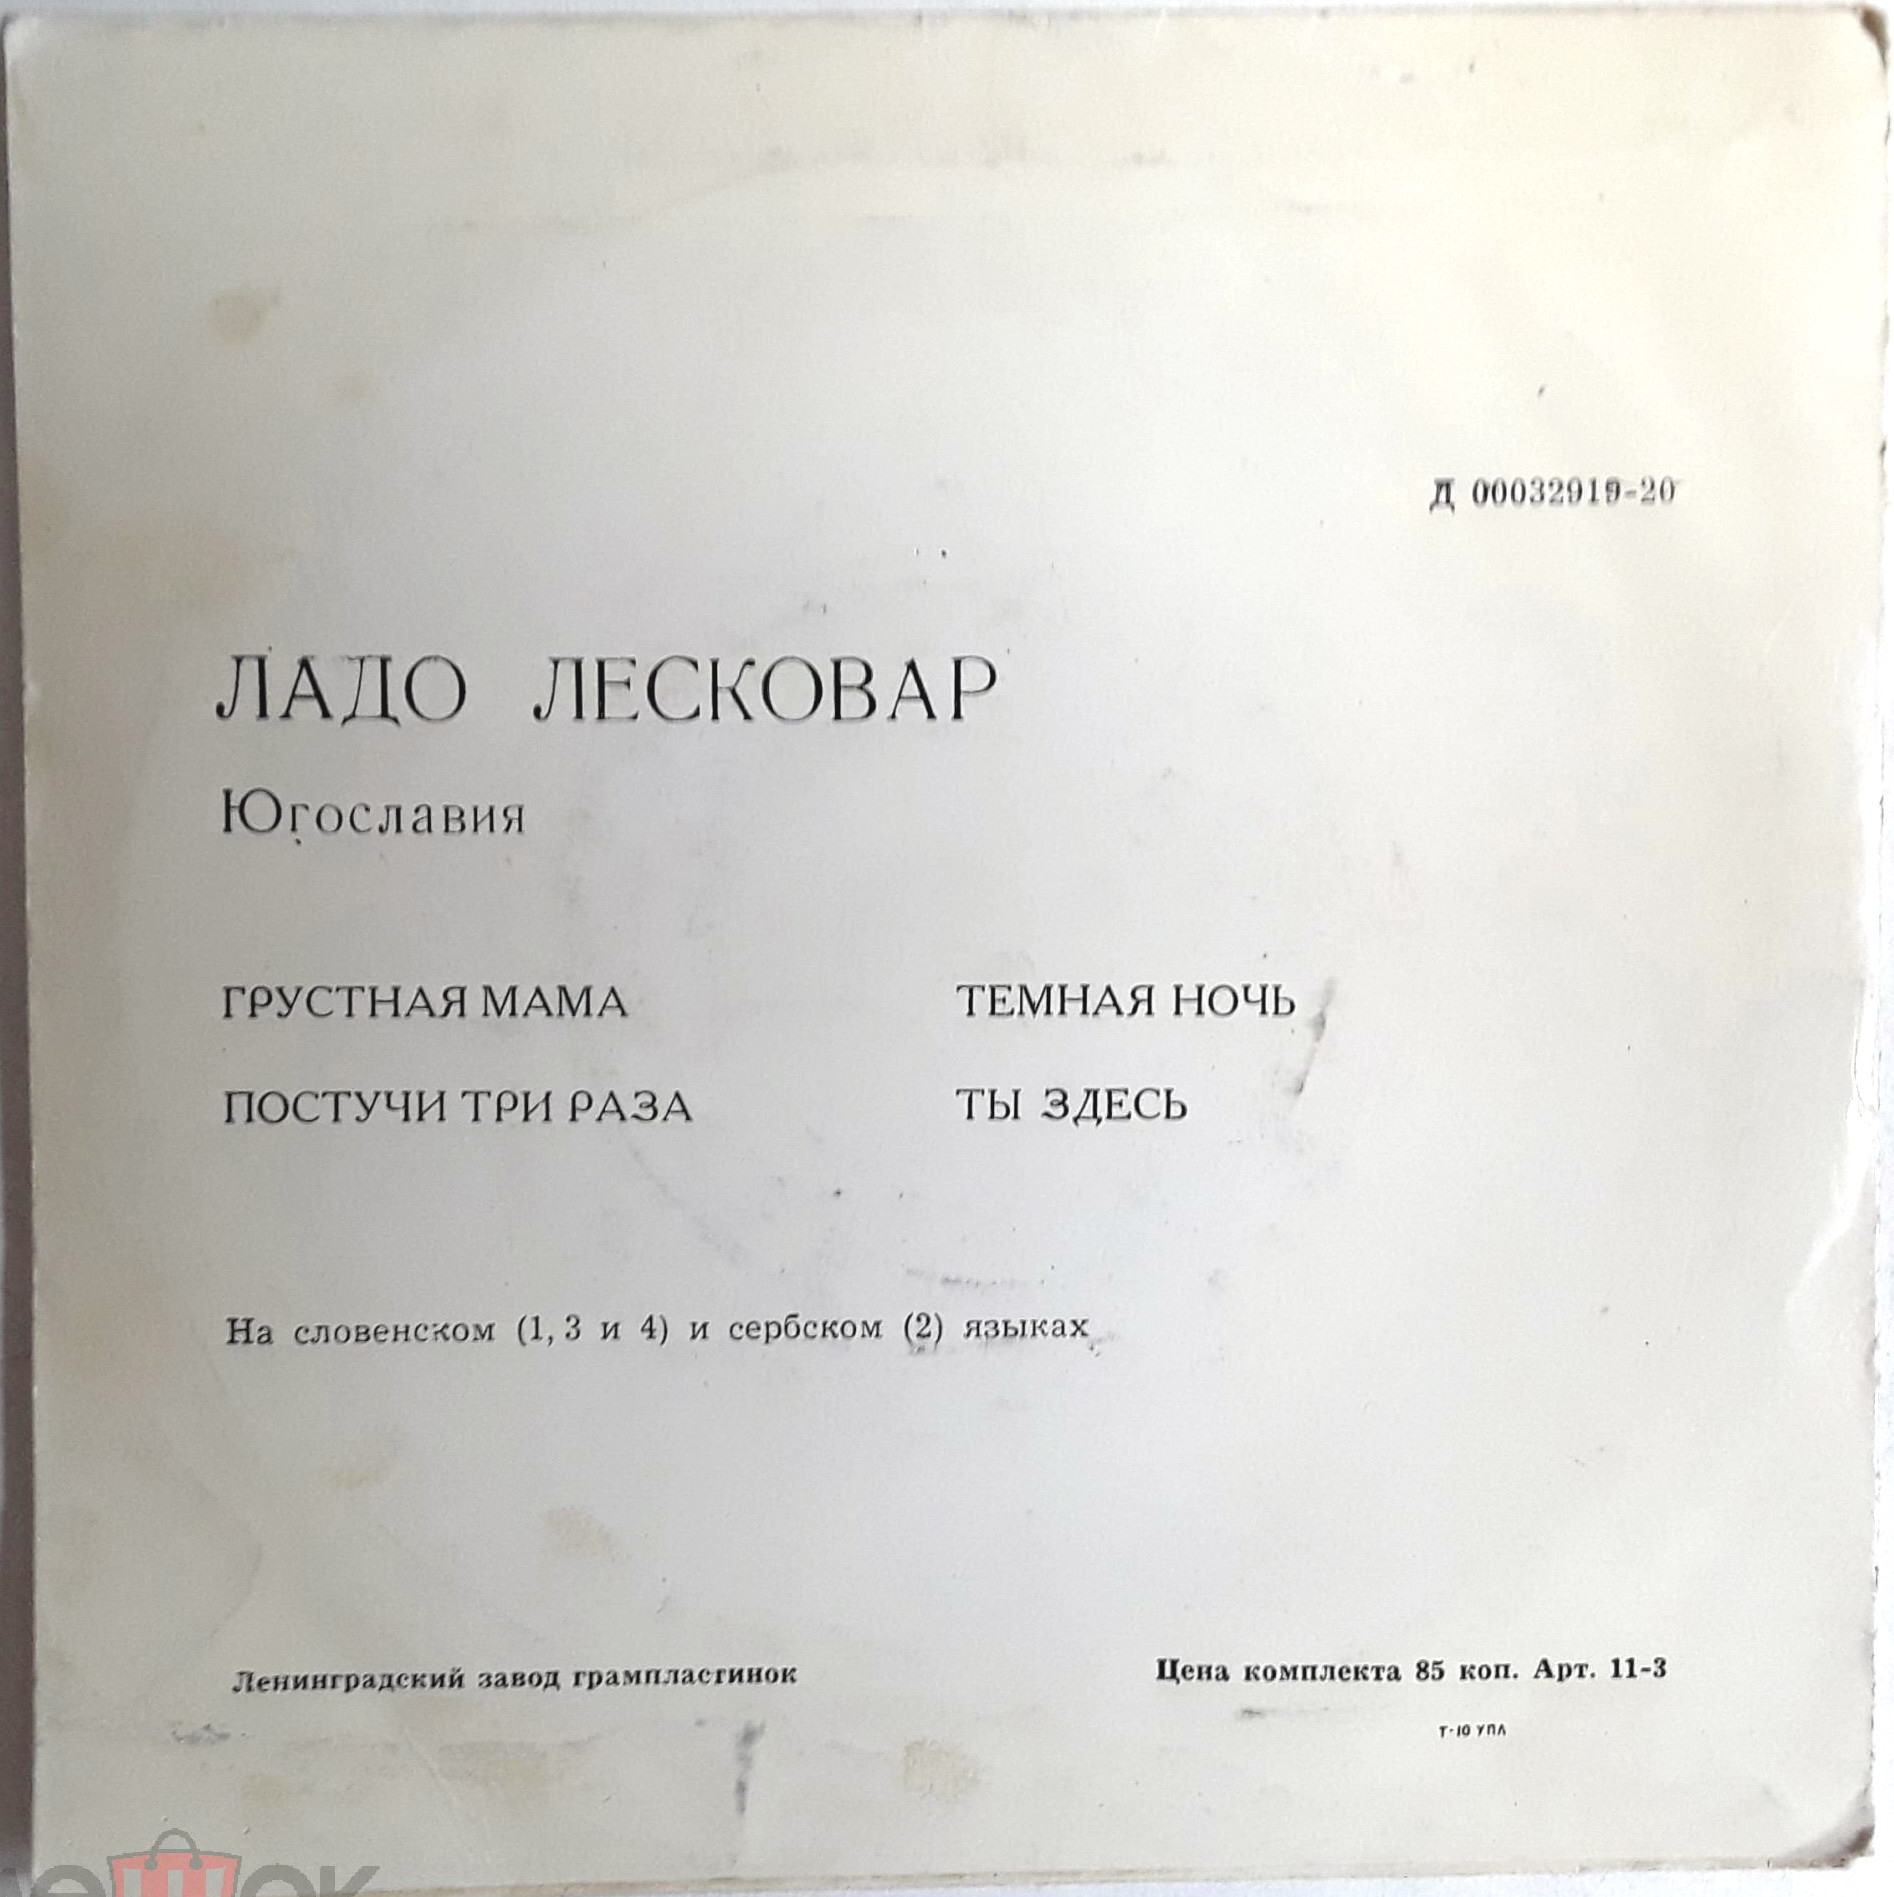 Д 00032919-20
ЛАДО ЛЕСКОВАР
Югославия
ГРУСТНАЯ МАМА
ПОСТУЧИ ТРИ РАЗА
ТЕМНАЯ НОЧЬ
ТЫ ЗДЕСЬ
На словенском (1, 3 и 4) и сербском (2) языках
Ленинградский завод грампластинок
Цена комплекта 85 коп. Арт. 11-3
Т-10 УПЛ